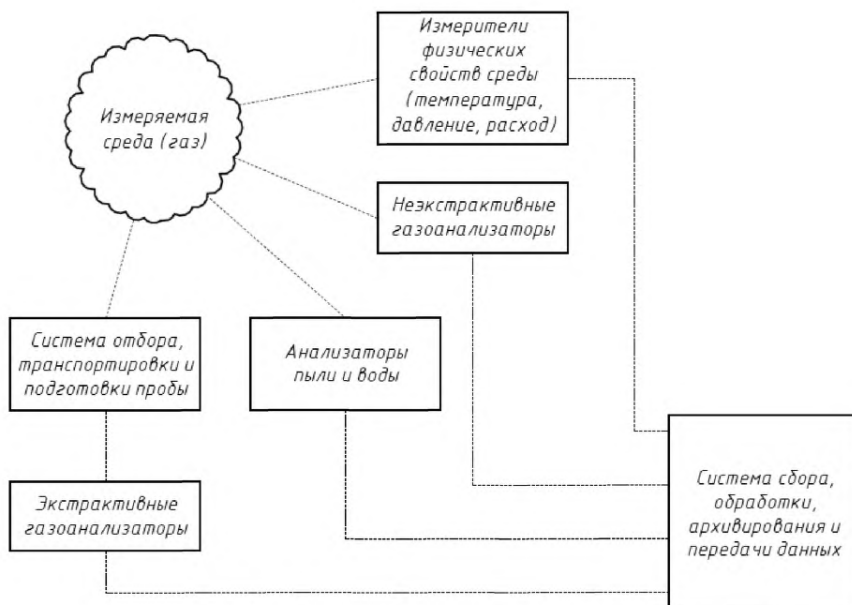 Измерители
физических
свойств среды
(температура,
давление, расход)
Измеряемая
среда (газ)
Неэкстрактивные
газоанализаторы
Система отбора,
транспортировки и
подготовки пробы
Анализаторы
пыли и воды
Экстрактивные
газоанализаторы
Система сбора,
обработки,
архивирования и
передачи данных